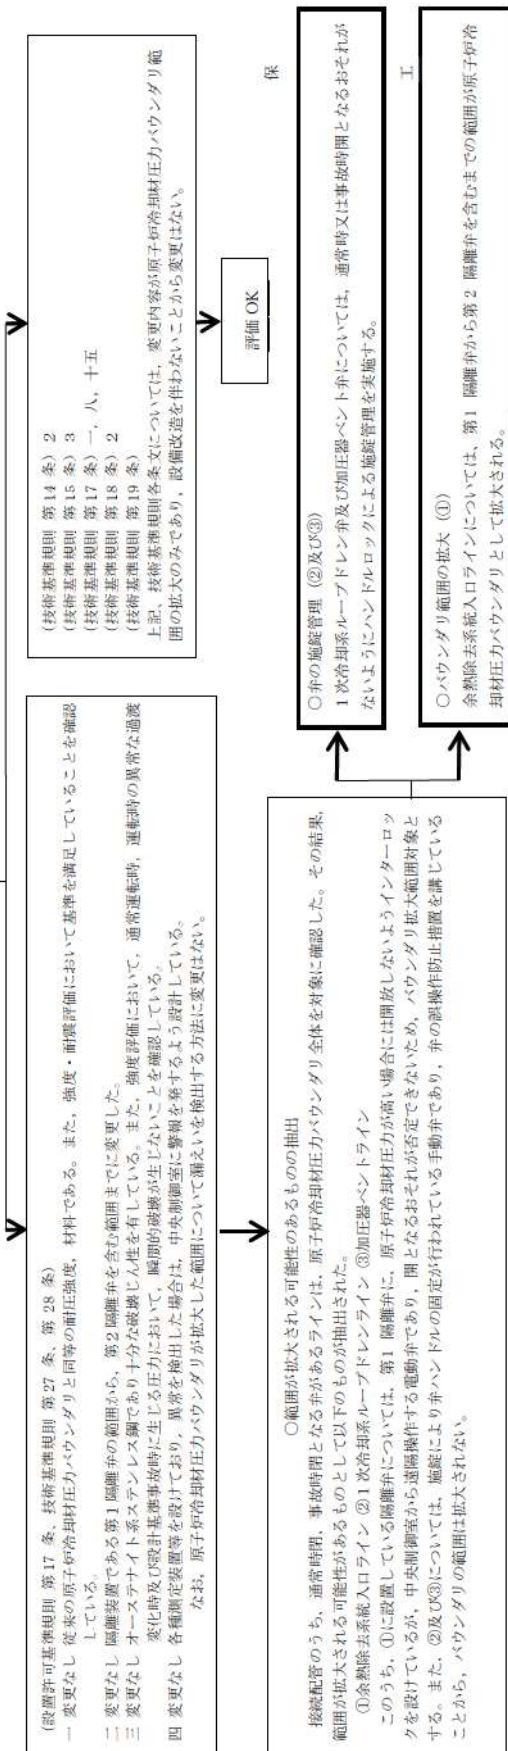 (設置許可基準規則 第17 条、技術基準規則 第27 条、第 28 条)
一 変更なし 従来の原子炉冷却材圧力バウンダリと同等の耐圧強度，材料である。また，強度・耐震評価において基準を満足していることを確認
している。
二 変更なし 隔離装置である第1隔離弁の範囲から，第2隔離弁を含む範囲までに変更した。
三 変更なし オーステナイト系ステンレス鋼であり十分な破壊じん性を有している。また，強度評価において，通常運転時，運転時の異常な過渡
変化時及び設計基準事故時に生じる圧力において，瞬間的破壊が生じないことを確認している。
四 変更なし 各種測定装置等を設けており，異常を検出した場合は，中央制御室に警報を発するよう設計している。
なお，原子炉冷却材圧力バウンダリが拡大した範囲について漏えいを検出する方法に変更はない。
(技術基準規則 第14 条) 2
(技術基準規則 第15 条) 3
(技術基準規則 第17 条) 一，八，十五
(技術基準規則 第18 条) 2
(技術基準規則 第19 条)
上記，技術基準規則各条文については，変更内容が原子炉冷却材圧力バウンダリ範
囲の拡大のみであり，設備改造を伴わないことから変更はない。
評価 OK
○範囲が拡大される可能性のあるものの抽出
接続配管のうち，通常時閉，事故時閉となる弁があるラインは，原子炉冷却材圧力バウンダリ全体を対象に確認した。その結果，
範囲が拡大される可能性があるものとして以下のものが抽出された。
①余熱除去系統入口ライン ②1次冷却系ループドレンライン ③加圧器ベントライン
このうち，①に設置している隔離弁については，第1 隔離弁に，原子炉冷却材圧力が高い場合には開放しないようインターロッ
クを設けているが，中央制御室から遠隔操作する電動弁であり，開となるおそれが否定できないため，バウンダリ拡大範囲対象と
する。また，②及び③については，施錠により弁ハンドルの固定が行われている手動弁であり，弁の誤操作防止措置を講じている
ことから，バウンダリの範囲は拡大されない。
保
○弁の施錠管理（②及び③）
1次冷却系ループドレン弁及び加圧器ベント弁については，通常時又は事故時開となるおそれが
ないようにハンドルロックによる施錠管理を実施する。
工
○バウンダリ範囲の拡大（①）
余熱除去系統入口ラインについては，第1 隔離弁から第2 隔離弁を含むまでの範囲が原子炉冷
却材圧力バウンダリとして拡大される。